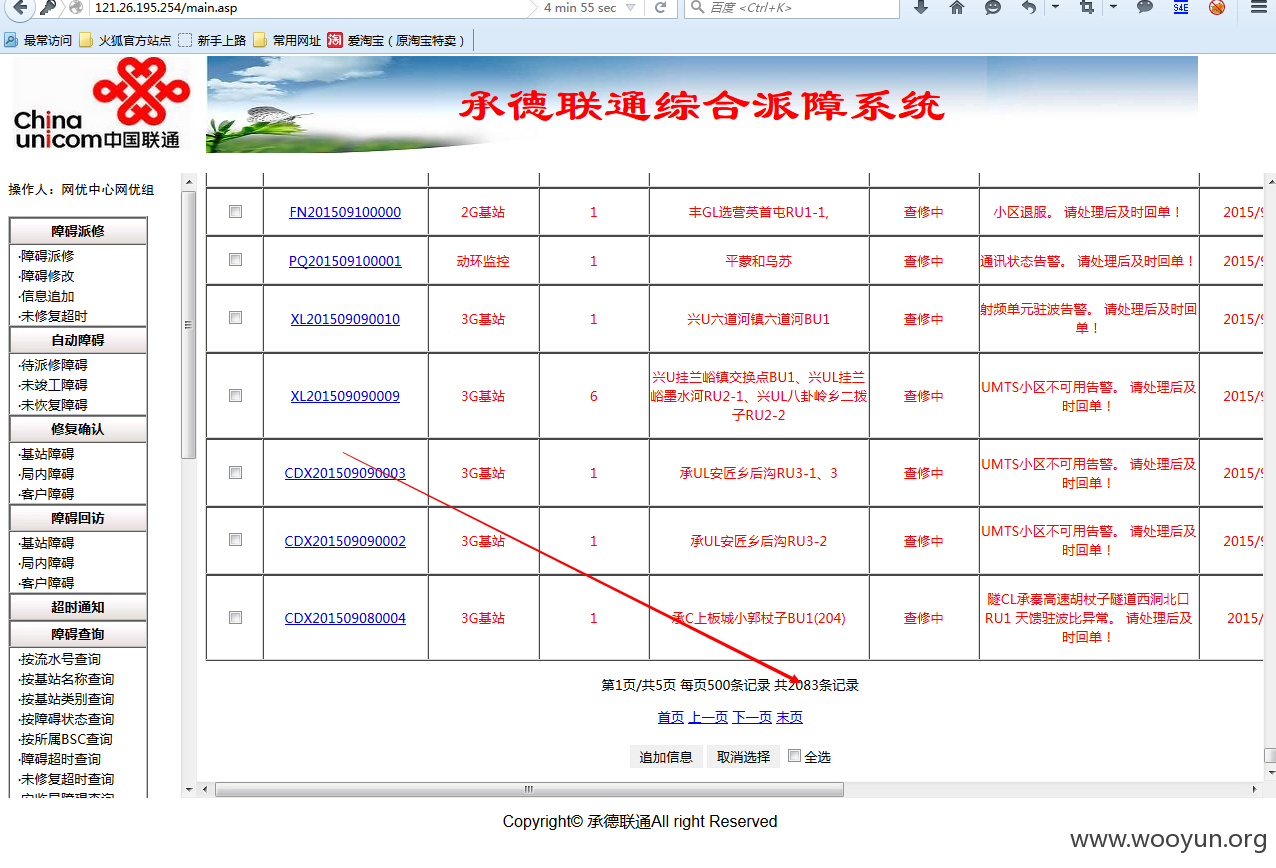 121.26.195.254/main.asp
4 min 55 sec
百度 <Ctrl+K>
S4E
最常访问 火狐官方站点 新手上路 常用网址 淘 爱淘宝（原淘宝特卖）
China
unicom中国联通
承德联通综合派障系统
操作人：网优中心网优组
障碍派修
·障碍派修
·障碍修改
·信息追加
·未修复超时
自动障碍
·待派修障碍
·未竣工障碍
·未恢复障碍
修复确认
·基站障碍
·局内障碍
·客户障碍
障碍回访
·基站障碍
·局内障碍
·客户障碍
超时通知
障碍查询
·按流水号查询
·按基站名称查询
·按基站类别查询
·按障碍状态查询
·按所属BSC查询
·障碍超时查询
·未修复超时查询
FN201509100000 2G基站 1 丰GL选营英首屯RU1-1, 查修中 小区退服。 请处理后及时回单！ 2015/9
PQ201509100001 动环监控 1 平蒙和乌苏 查修中 通讯状态告警。 请处理后及时回单！ 2015/9
XL201509090010 3G基站 1 兴U六道河镇六道河BU1 查修中 射频单元驻波告警。 请处理后及时回
单！ 2015/9
XL201509090009 3G基站 6 兴U挂兰峪镇交换点BU1、兴UL挂兰
峪墨水河RU2-1、兴UL八卦岭乡二拨
子RU2-2 查修中 UMTS小区不可用告警。 请处理后及
时回单！ 2015/9
CDX201509090003 3G基站 1 承UL安匠乡后沟RU3-1、3 查修中 UMTS小区不可用告警。 请处理后及
时回单！ 2015/9
CDX201509090002 3G基站 1 承UL安匠乡后沟RU3-2 查修中 UMTS小区不可用告警。 请处理后及
时回单！ 2015/9
CDX201509080004 3G基站 1 承C上板城小郭杖子BU1(204) 查修中 隧CL承秦高速胡杖子隧道西洞北口
RU1 天馈驻波比异常。 请处理后及
时回单！ 2015/
第1页/共5页 每页500条记录 共2083条记录
首页 上一页 下一页 末页
追加信息 取消选择 全选
Copyright© 承德联通All right Reserved
www.wooyun.org